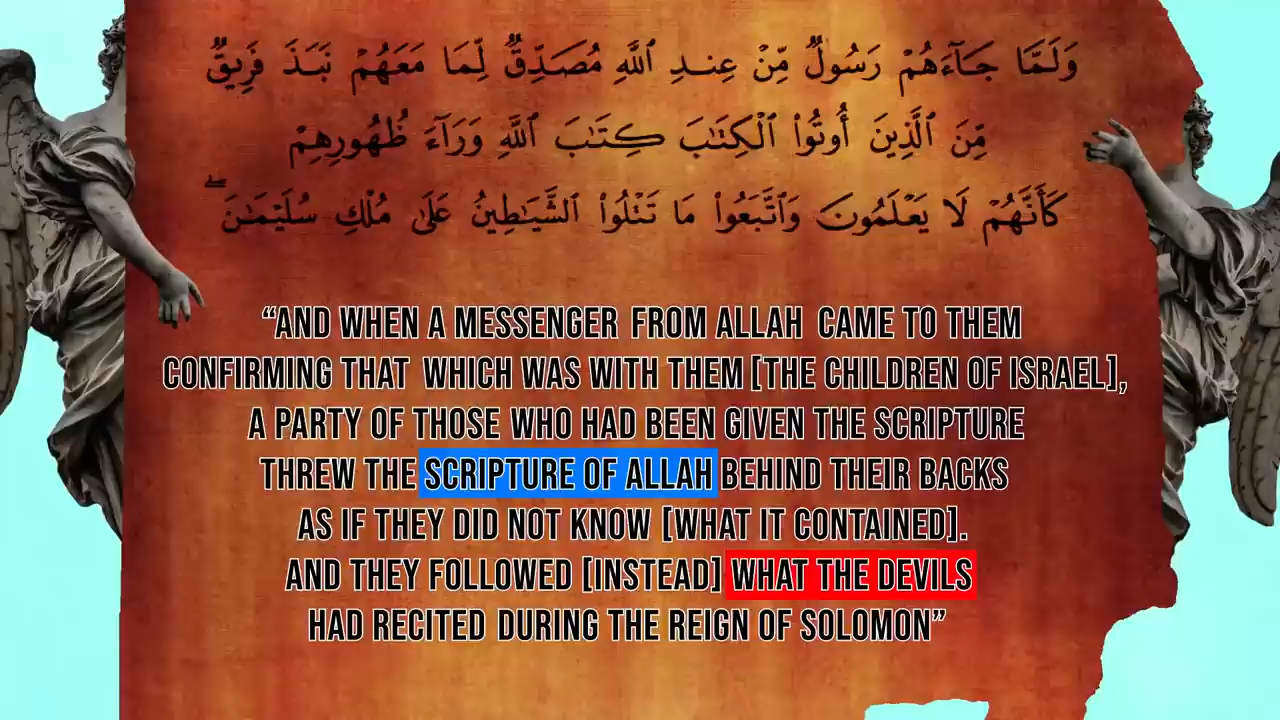 وَلَمَّا جَآءَهُمْ رَسُولٌ مِّنْ عِندِ ٱللَّهِ مُصَدِّقٌ لِّمَا مَعَهُمْ نَبَذَ فَرِيقٌ
مِّنَ ٱلَّذِينَ أُوتُوا۟ ٱلْكِتَٰبَ كِتَٰبَ ٱللَّهِ وَرَآءَ ظُهُورِهِمْ
كَأَنَّهُمْ لَا يَعْلَمُونَ وَٱتَّبَعُوا۟ مَا تَتْلُوا۟ ٱلشَّيَٰطِينُ عَلَىٰ مُلْكِ سُلَيْمَٰنَ ۖ
“AND WHEN A MESSENGER FROM ALLAH CAME TO THEM
CONFIRMING THAT WHICH WAS WITH THEM [THE CHILDREN OF ISRAEL],
A PARTY OF THOSE WHO HAD BEEN GIVEN THE SCRIPTURE
THREW THE SCRIPTURE OF ALLAH BEHIND THEIR BACKS
AS IF THEY DID NOT KNOW [WHAT IT CONTAINED].
AND THEY FOLLOWED [INSTEAD] WHAT THE DEVILS
HAD RECITED DURING THE REIGN OF SOLOMON”